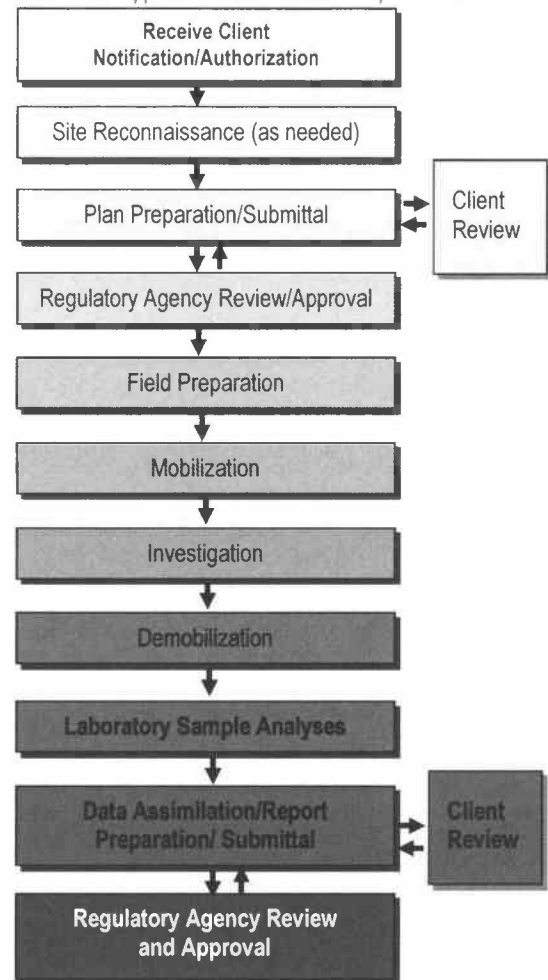 Receive Client
Notification/Authorization
Site Reconnaissance (as needed)
Plan Preparation/Submittal
Client
Review
Regulatory Agency Review/Approval
Field Preparation
Mobilization
Investigation
Demobilization
Laboratory Sample Analyses
Data Assimilation/Report
Preparation/ Submittal
Client
Review
Regulatory Agency Review
and Approval